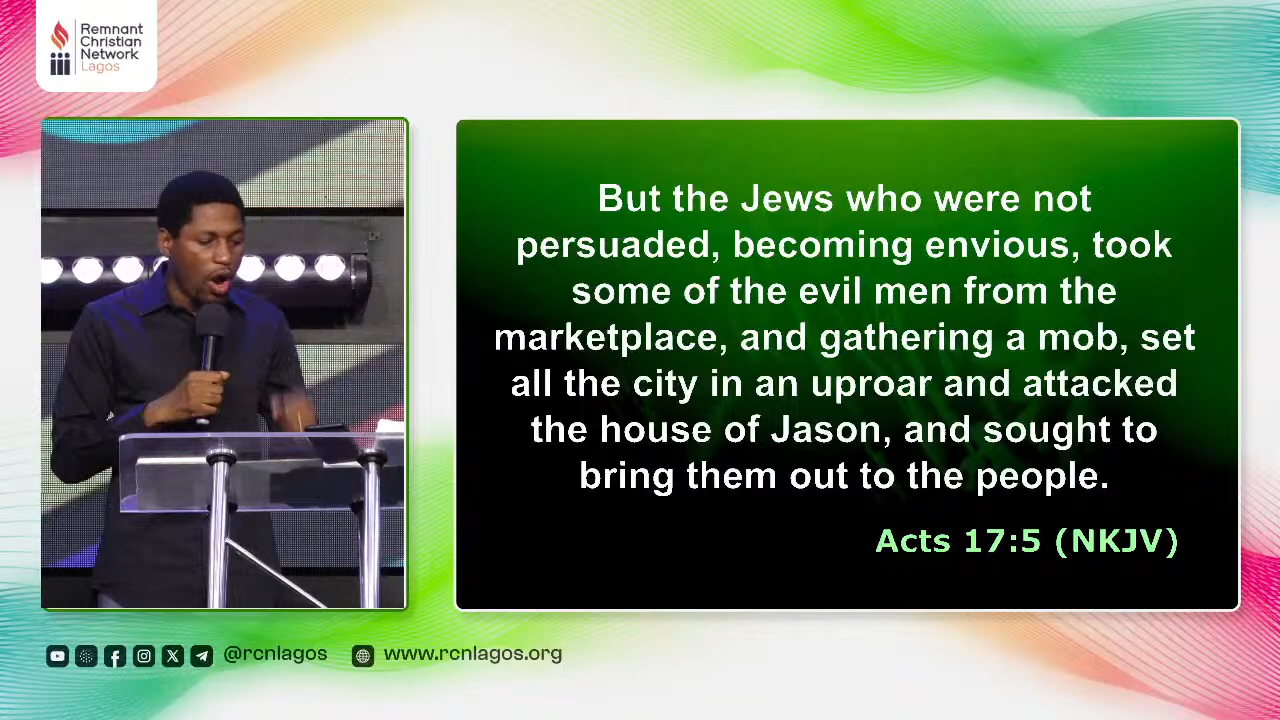 Remnant
Christian
Network
Lagos
But the Jews who were not
persuaded, becoming envious, took
some of the evil men from the
marketplace, and gathering a mob, set
all the city in an uproar and attacked
the house of Jason, and sought to
bring them out to the people.
Acts 17:5 (NKJV)
@rcnlagos www.rcnlagos.org